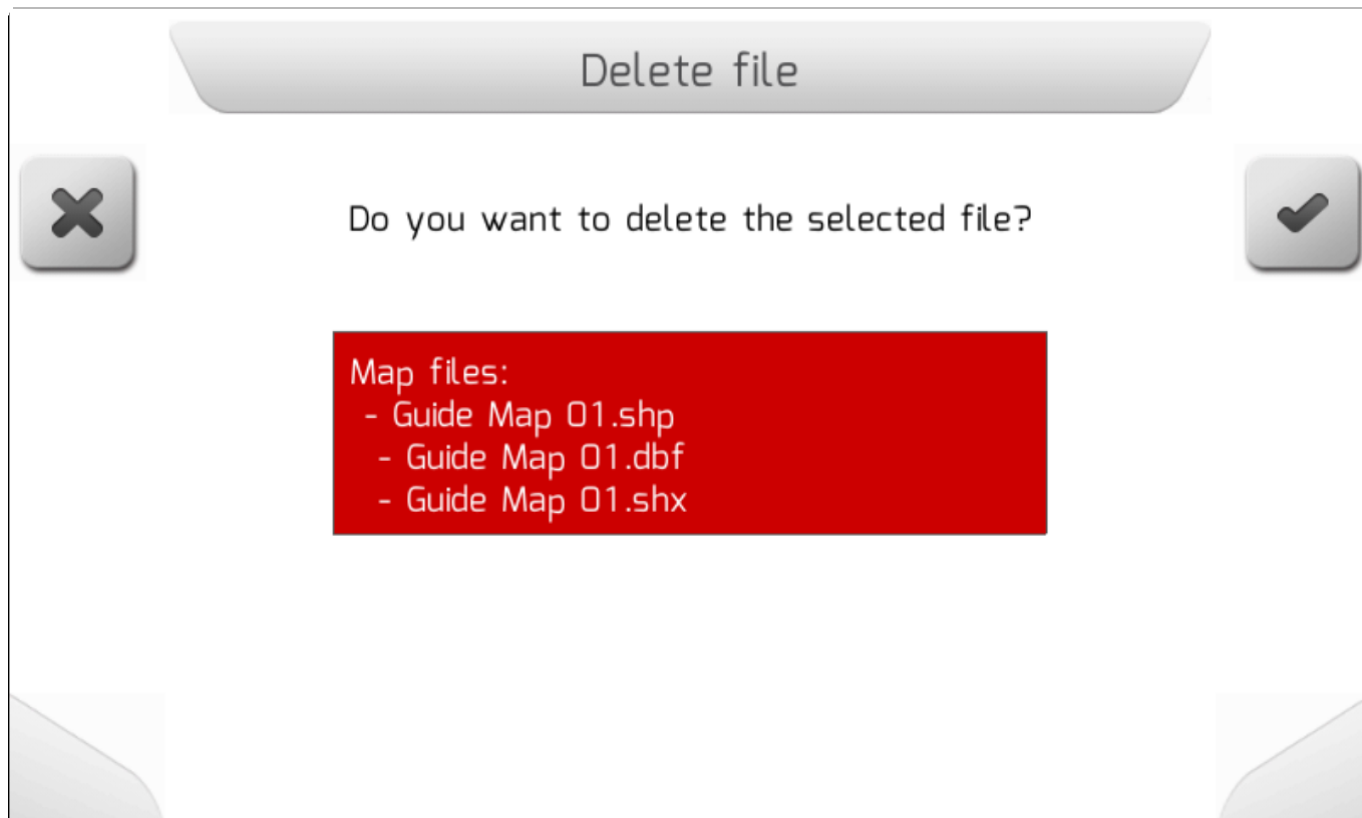 Delete file
Do you want to delete the selected file?
Map files:
- Guide Map 01.shp
- Guide Map 01.dbf
- Guide Map 01.shx